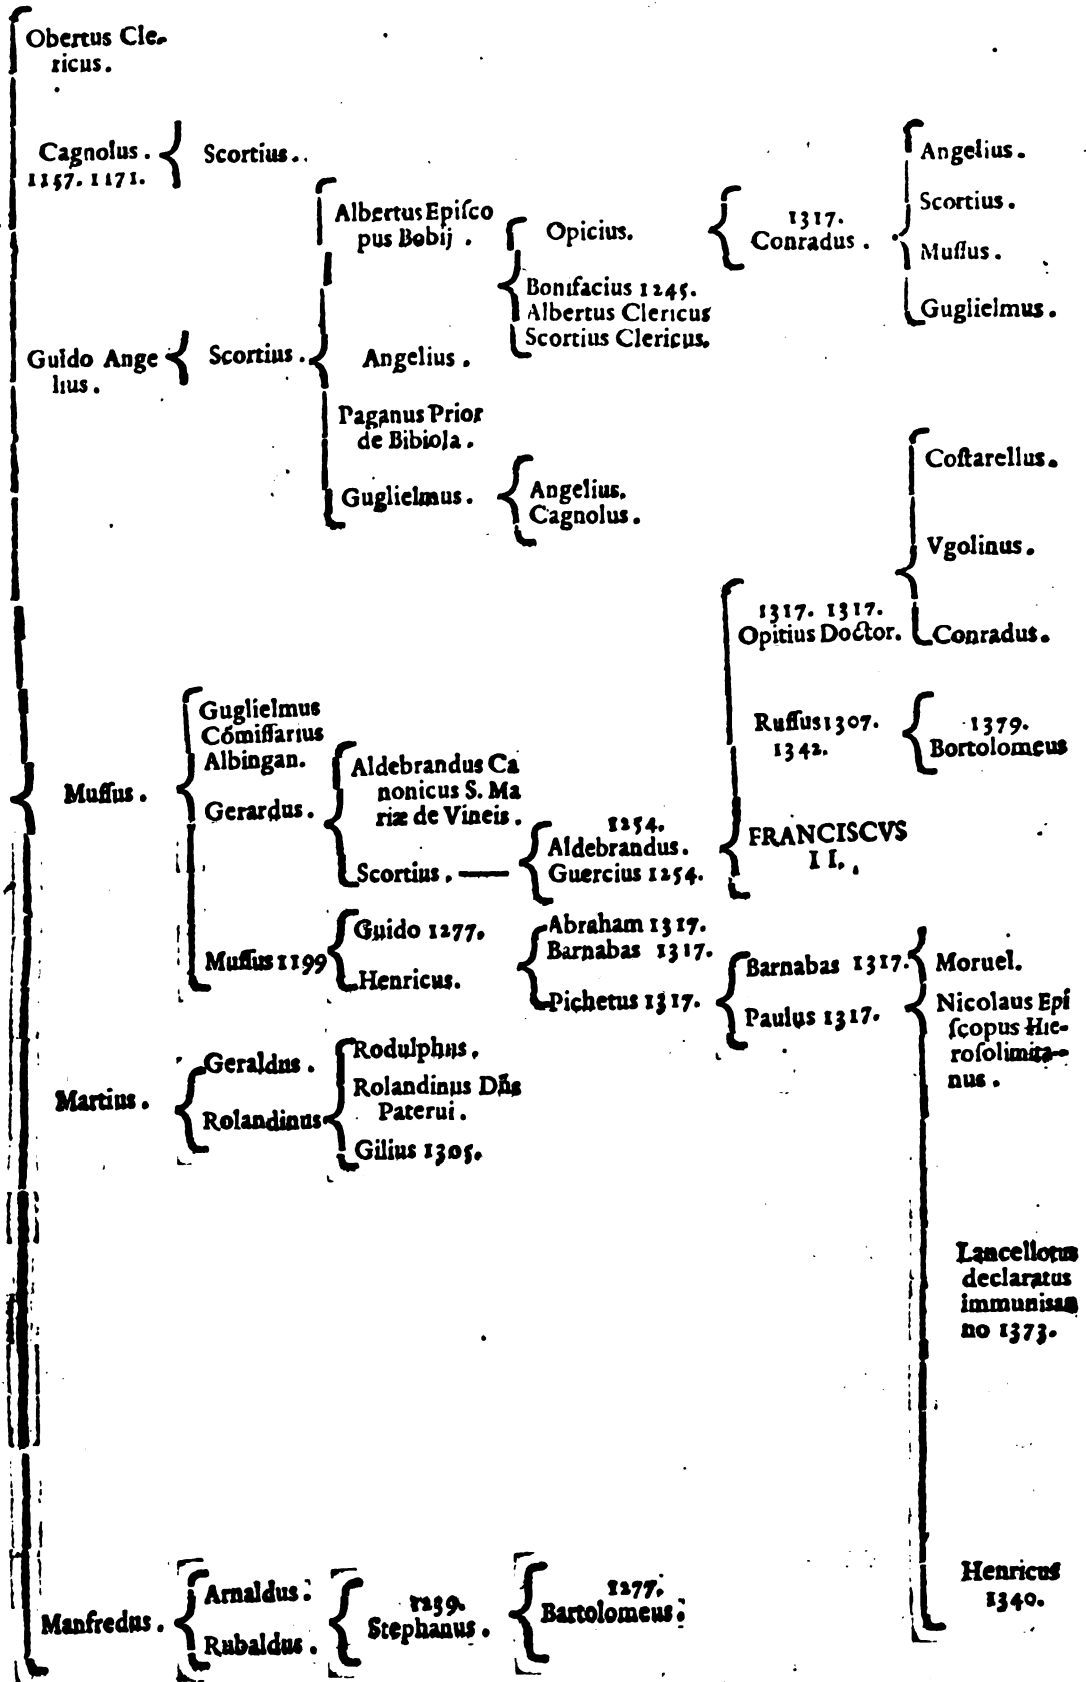 Obertus Cle-
ricus.
Cagnolus.
1157. 1171.
Scortius.
Guido Ange
lius.
Scortius.
Albertus Epiſco
pus Bobij.
Angelius.
Paganus Prior
de Bibiola.
Guglielmus.
Opicius.
Bonifacius 1245.
Albertus Clericus
Scortius Clericus.
Angelius.
Cagnolus.
1317.
Conradus.
Angelius.
Scortius.
Muſſus.
Guglielmus.
Muſſus.
Guglielmus
Cómiſſarius
Albingan.
Gerardus.
Muſſus 1199
Aldebrandus Ca
nonicus S. Ma
riæ de Vineis.
Scortius.
Guido 1277.
Henricus.
1254.
Aldebrandus.
Guercius 1254.
Abraham 1317.
Barnabas 1317.
Pichetus 1317.
1317. 1317.
Opitius Doctor.
Ruffus 1307.
1342.
FRANCISCVS
II.
Barnabas 1317.
Paulus 1317.
Coſtarellus.
Vgolinus.
Conradus.
1379.
Bortolomeus
Moruel.
Nicolaus Epi
ſcopus Hie-
roſolimita-
nus.
Lancellotus
declaratus
immunis an
no 1373.
Henricus
1340.
Martius.
Geraldus.
Rolandinus
Rodulphus.
Rolandinus Dn̄s
Paterui.
Gilius 1305.
Manfredus.
Arnaldus.
Rubaldus.
1239.
Stephanus.
1277.
Bartolomeus.